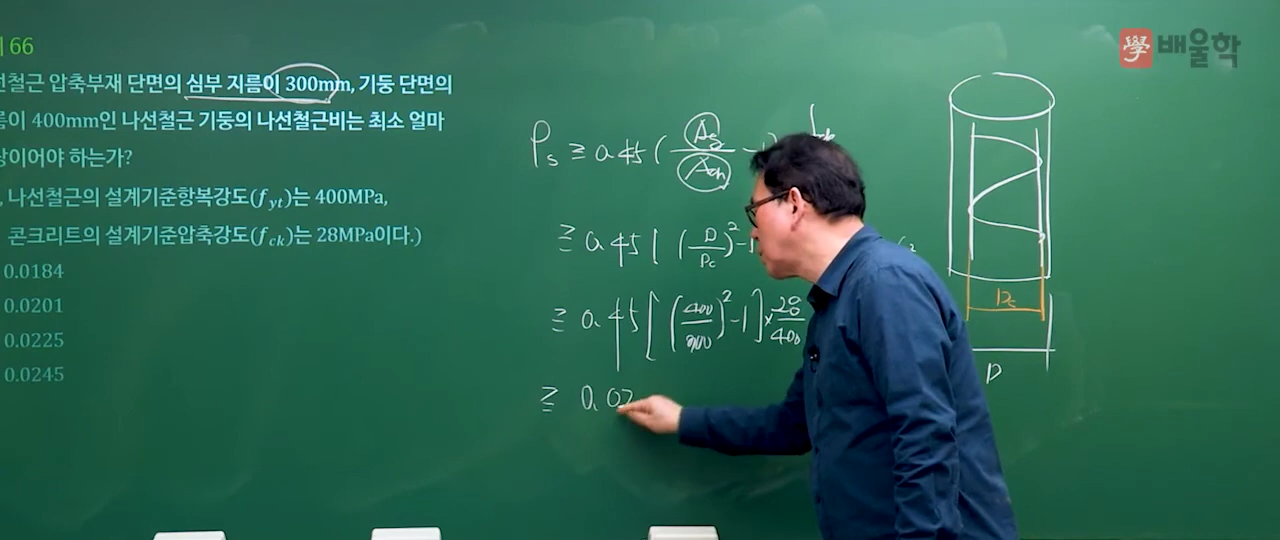 學 배울학
66
선철근 압축부재 단면의 심부 지름이 300mm, 기둥 단면의
름이 400mm인 나선철근 기둥의 나선철근비는 최소 얼마
상이어야 하는가?
, 나선철근의 설계기준항복강도(f_yt)는 400MPa,
콘크리트의 설계기준압축강도(f_ck)는 28MPa이다.)
0.0184
0.0201
0.0225
0.0245
ρs ≥ 0.45 ( Ag / Ach - 1 ) fck
≥ 0.45 [ ( D / Dc )² - 1
≥ 0.45 [ ( 400 / 300 )² - 1 ] × 28 / 400
≥ 0.02
Dc
D